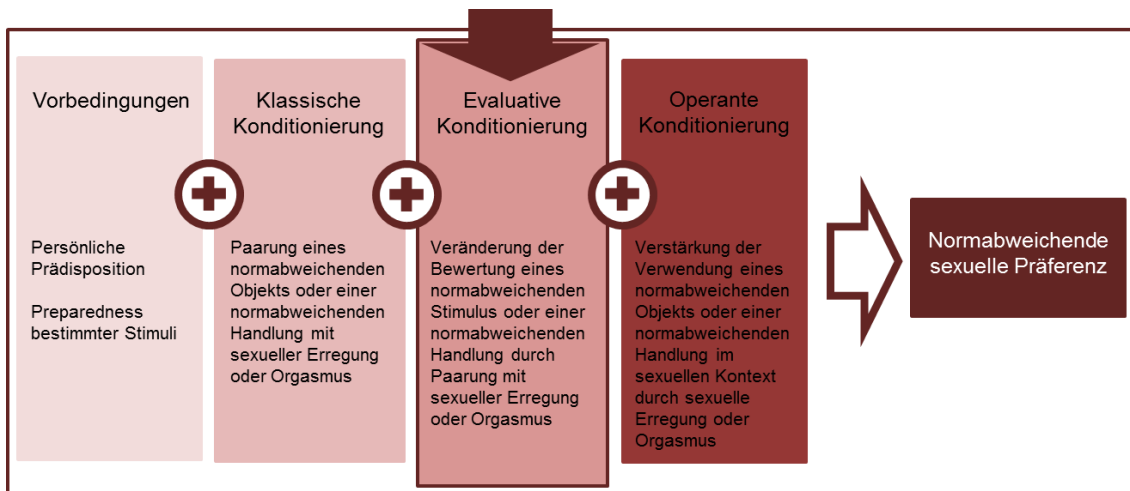 Vorbedingungen
Persönliche
Prädisposition
Preparedness
bestimmter Stimuli
Klassische
Konditionierung
Paarung eines
normabweichenden
Objekts oder einer
normabweichenden
Handlung mit
sexueller Erregung
oder Orgasmus
Evaluative
Konditionierung
Veränderung der
Bewertung eines
normabweichenden
Stimulus oder einer
normabweichenden
Handlung durch
Paarung mit
sexueller Erregung
oder Orgasmus
Operante
Konditionierung
Verstärkung der
Verwendung eines
normabweichenden
Objekts oder einer
normabweichenden
Handlung im
sexuellen Kontext
durch sexuelle
Erregung oder
Orgasmus
Normabweichende
sexuelle Präferenz